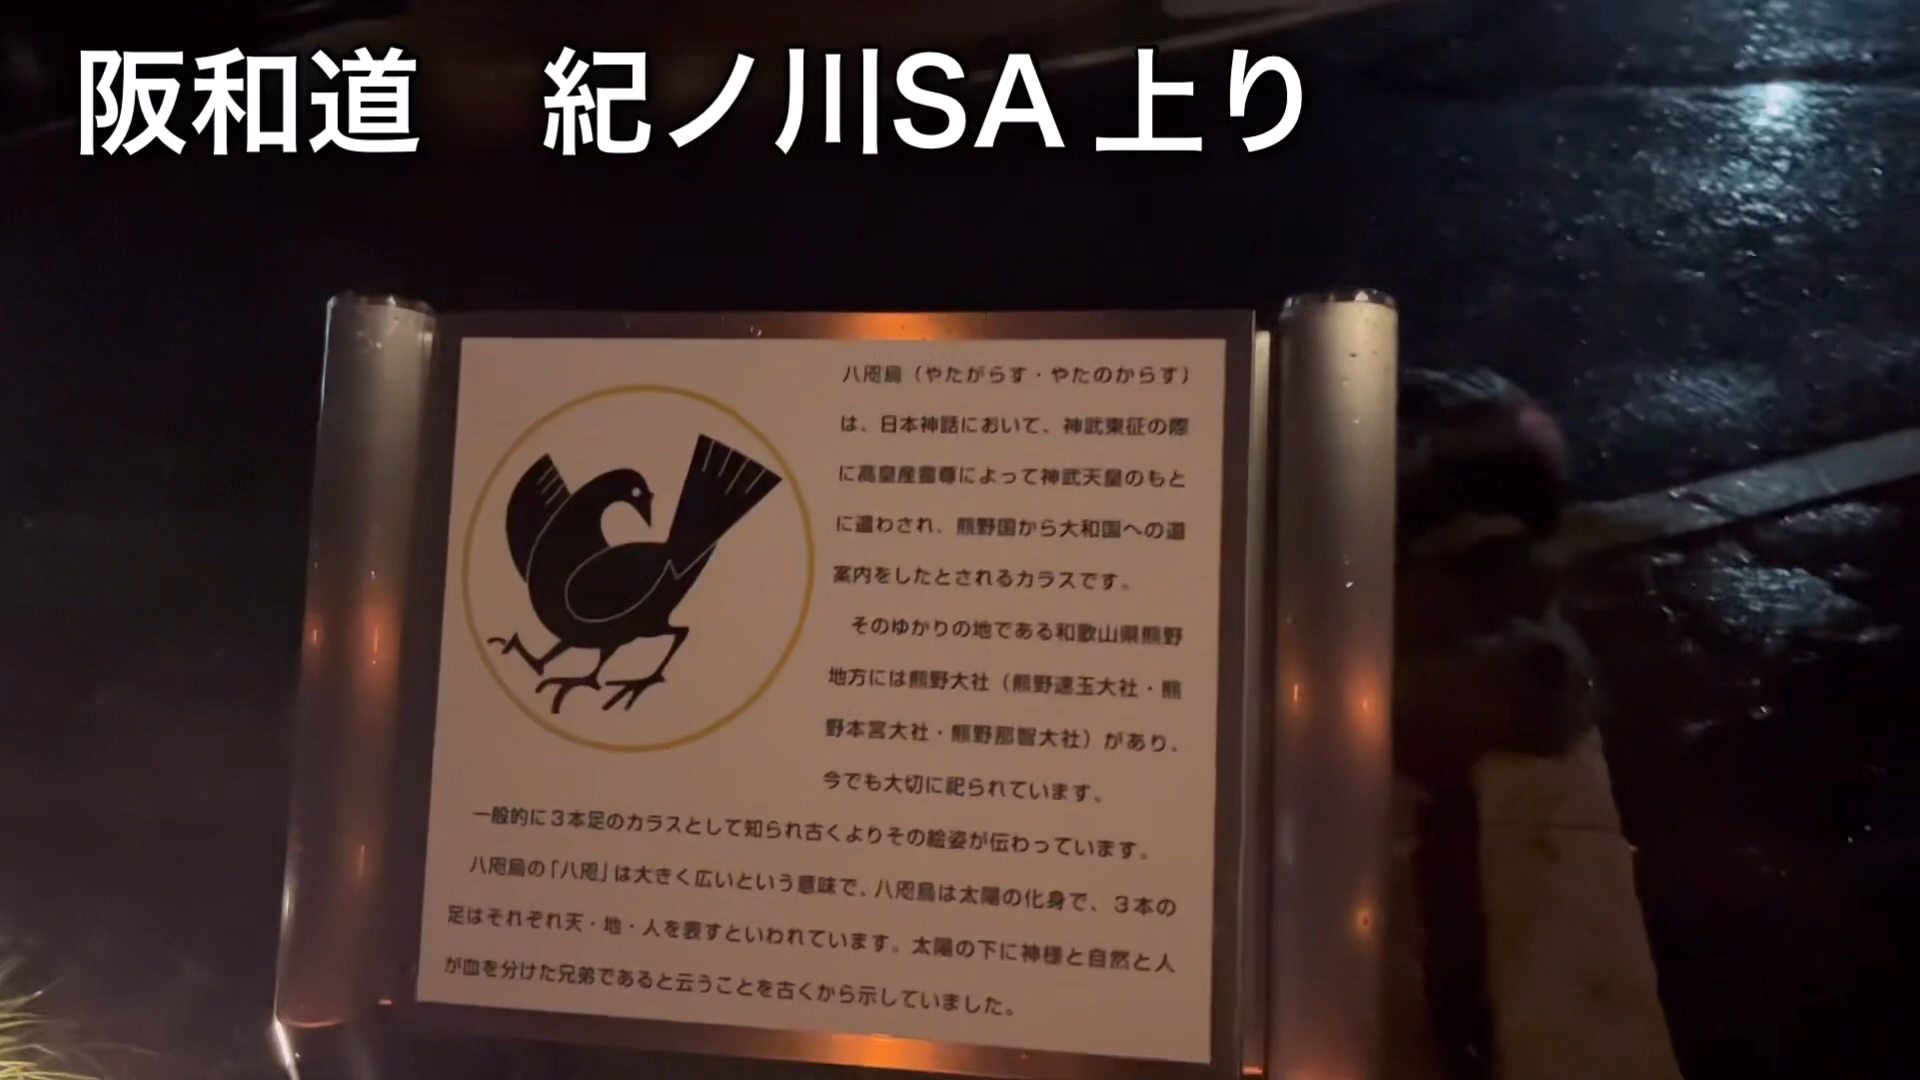 阪和道　紀ノ川SA 上り
八咫烏（やたがらす・やたのからす）
は、日本神話において、神武東征の際
に高皇産霊尊によって神武天皇のもと
に遣わされ、熊野国から大和国への道
案内をしたとされるカラスです。
そのゆかりの地である和歌山県熊野
地方には熊野大社（熊野速玉大社・熊
野本宮大社・熊野那智大社）があり、
今でも大切に祀られています。
一般的に３本足のカラスとして知られ古くよりその絵姿が伝わっています。
八咫烏の「八咫」は大きく広いという意味で、八咫烏は太陽の化身で、３本の
足はそれぞれ天・地・人を表すといわれています。太陽の下に神様と自然と人
が血を分けた兄弟であると云うことを古くから示していました。